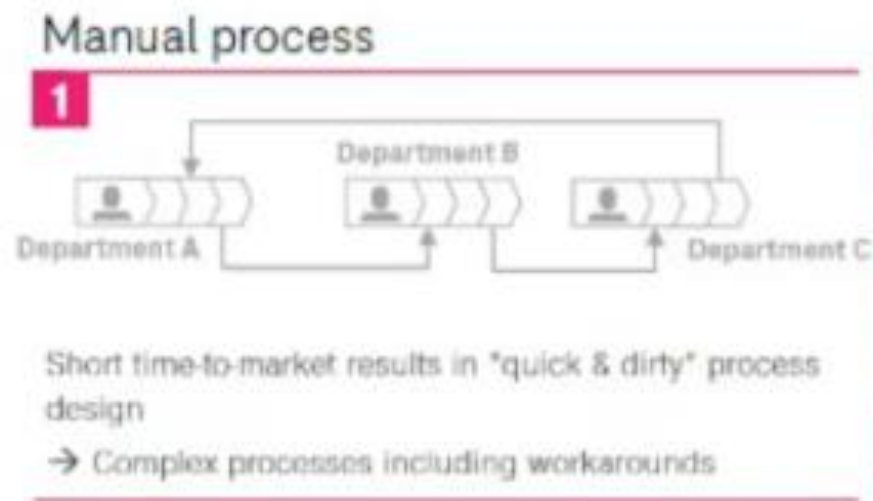 Manual process
1
Department B
Department A
Department C
Short time-to-market results in "quick & dirty" process
design
→ Complex processes including workarounds